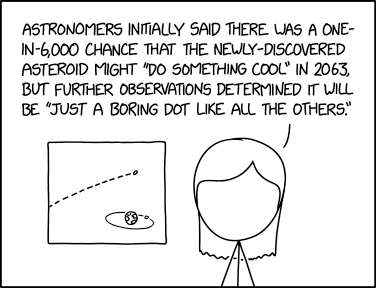 ASTRONOMERS INITIALLY SAID THERE WAS A ONE-
IN-6,000 CHANCE THAT THE NEWLY-DISCOVERED
ASTEROID MIGHT "DO SOMETHING COOL" IN 2063,
BUT FURTHER OBSERVATIONS DETERMINED IT WILL
BE "JUST A BORING DOT LIKE ALL THE OTHERS."